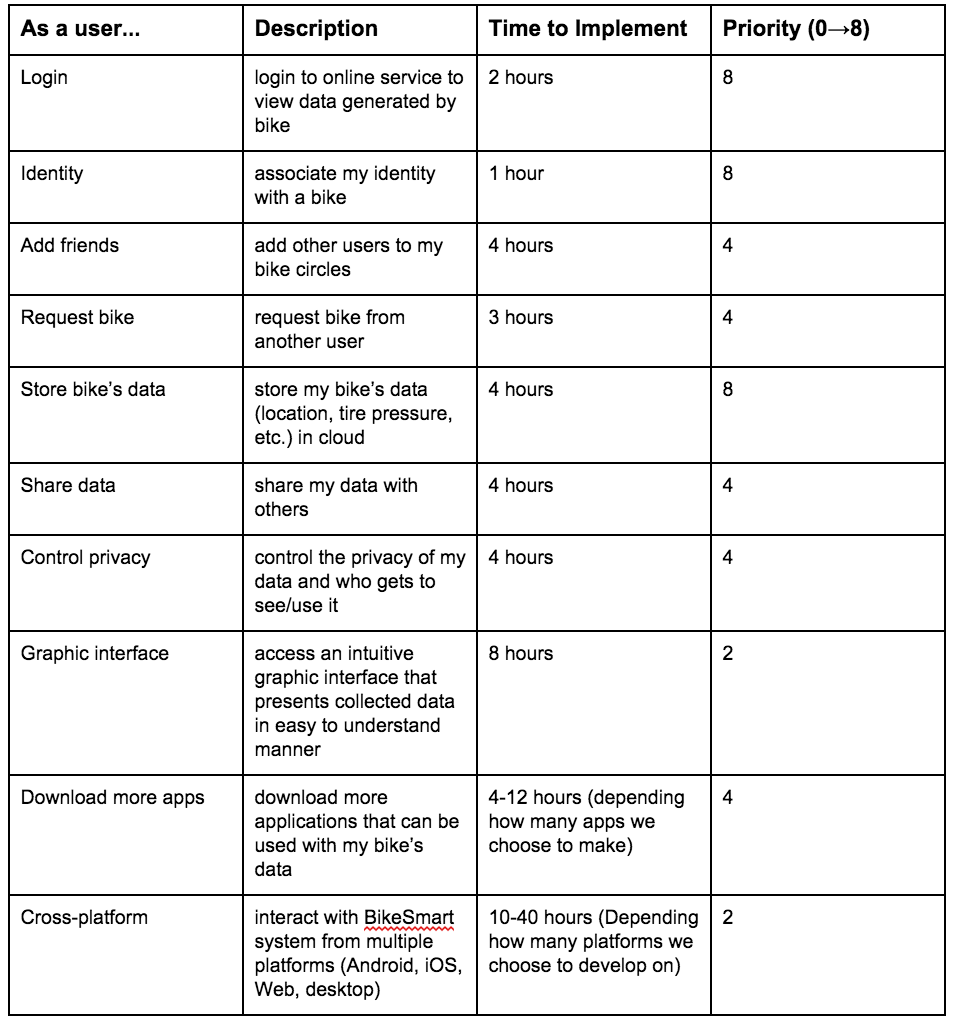 As a user... Description Time to Implement Priority (0→8)
Login login to online service to 2 hours 8
view data generated by
bike
Identity associate my identity 1 hour 8
with a bike
Add friends add other users to my 4 hours 4
bike circles
Request bike request bike from 3 hours 4
another user
Store bike’s data store my bike’s data 4 hours 8
(location, tire pressure,
etc.) in cloud
Share data share my data with 4 hours 4
others
Control privacy control the privacy of my 4 hours 4
data and who gets to
see/use it
Graphic interface access an intuitive 8 hours 2
graphic interface that
presents collected data
in easy to understand
manner
Download more apps download more 4-12 hours (depending 4
applications that can be how many apps we
used with my bike’s choose to make)
data
Cross-platform interact with BikeSmart 10-40 hours (Depending 2
system from multiple how many platforms we
platforms (Android, iOS, choose to develop on)
Web, desktop)